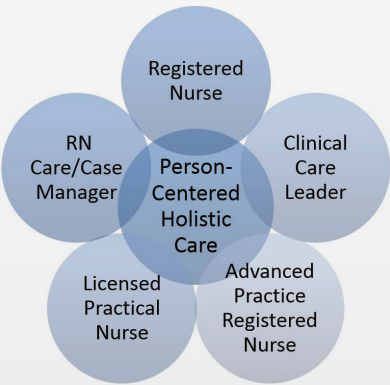 Registered
Nurse
RN
Care/Case
Manager
Person-
Centered
Holistic
Care
Clinical
Care
Leader
Licensed
Practical
Nurse
Advanced
Practice
Registered
Nurse